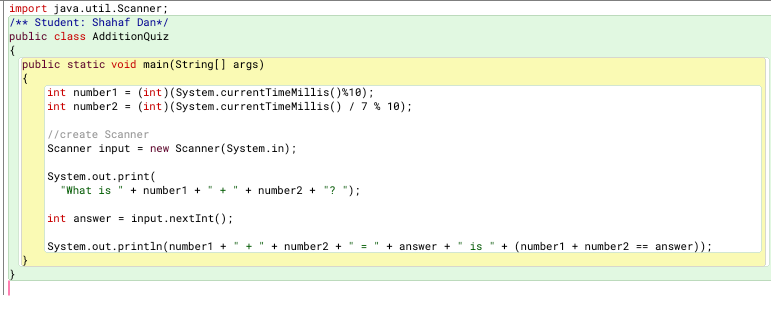 import java.util.Scanner;
/** Student: Shahaf Dan*/
public class AdditionQuiz
{
public static void main(String[] args)
{
int number1 = (int)(System.currentTimeMillis()%10);
int number2 = (int)(System.currentTimeMillis() / 7 % 10);
//create Scanner
Scanner input = new Scanner(System.in);
System.out.print(
"What is " + number1 + " + " + number2 + "? ");
int answer = input.nextInt();
System.out.println(number1 + " + " + number2 + " = " + answer + " is " + (number1 + number2 == answer));
}
}